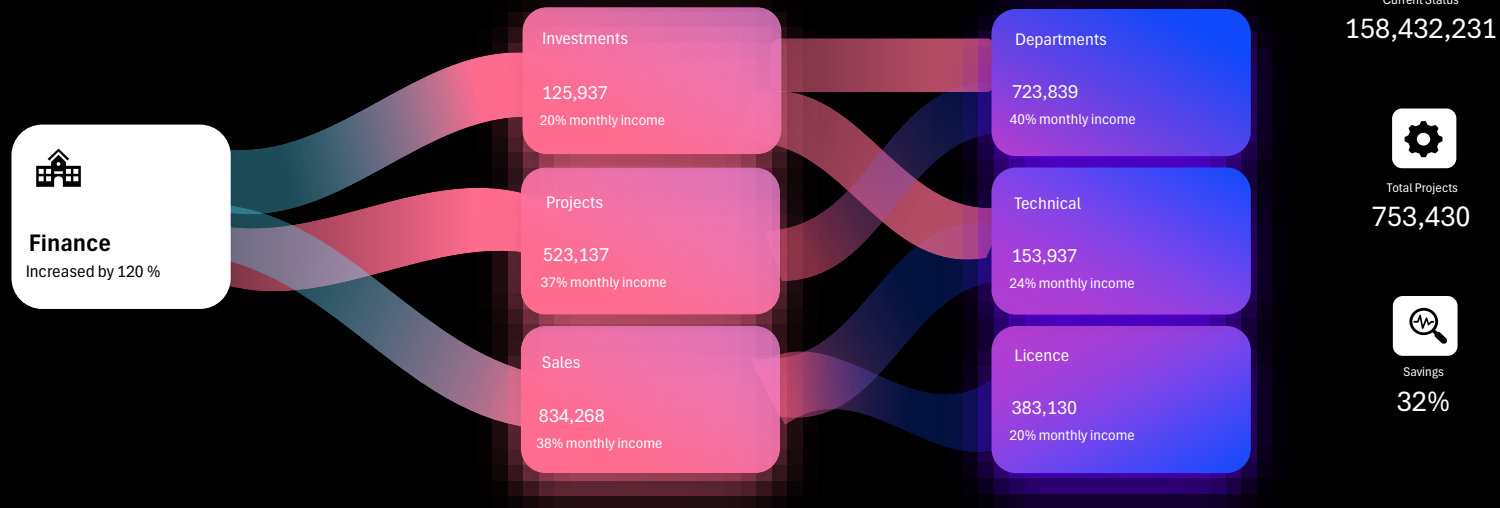 Finance
Increased by 120 %
Investments
125,937
20% monthly income
Projects
523,137
37% monthly income
Sales
834,268
38% monthly income
Departments
723,839
40% monthly income
Technical
153,937
24% monthly income
Licence
383,130
20% monthly income
Current Status
158,432,231
Total Projects
753,430
Savings
32%